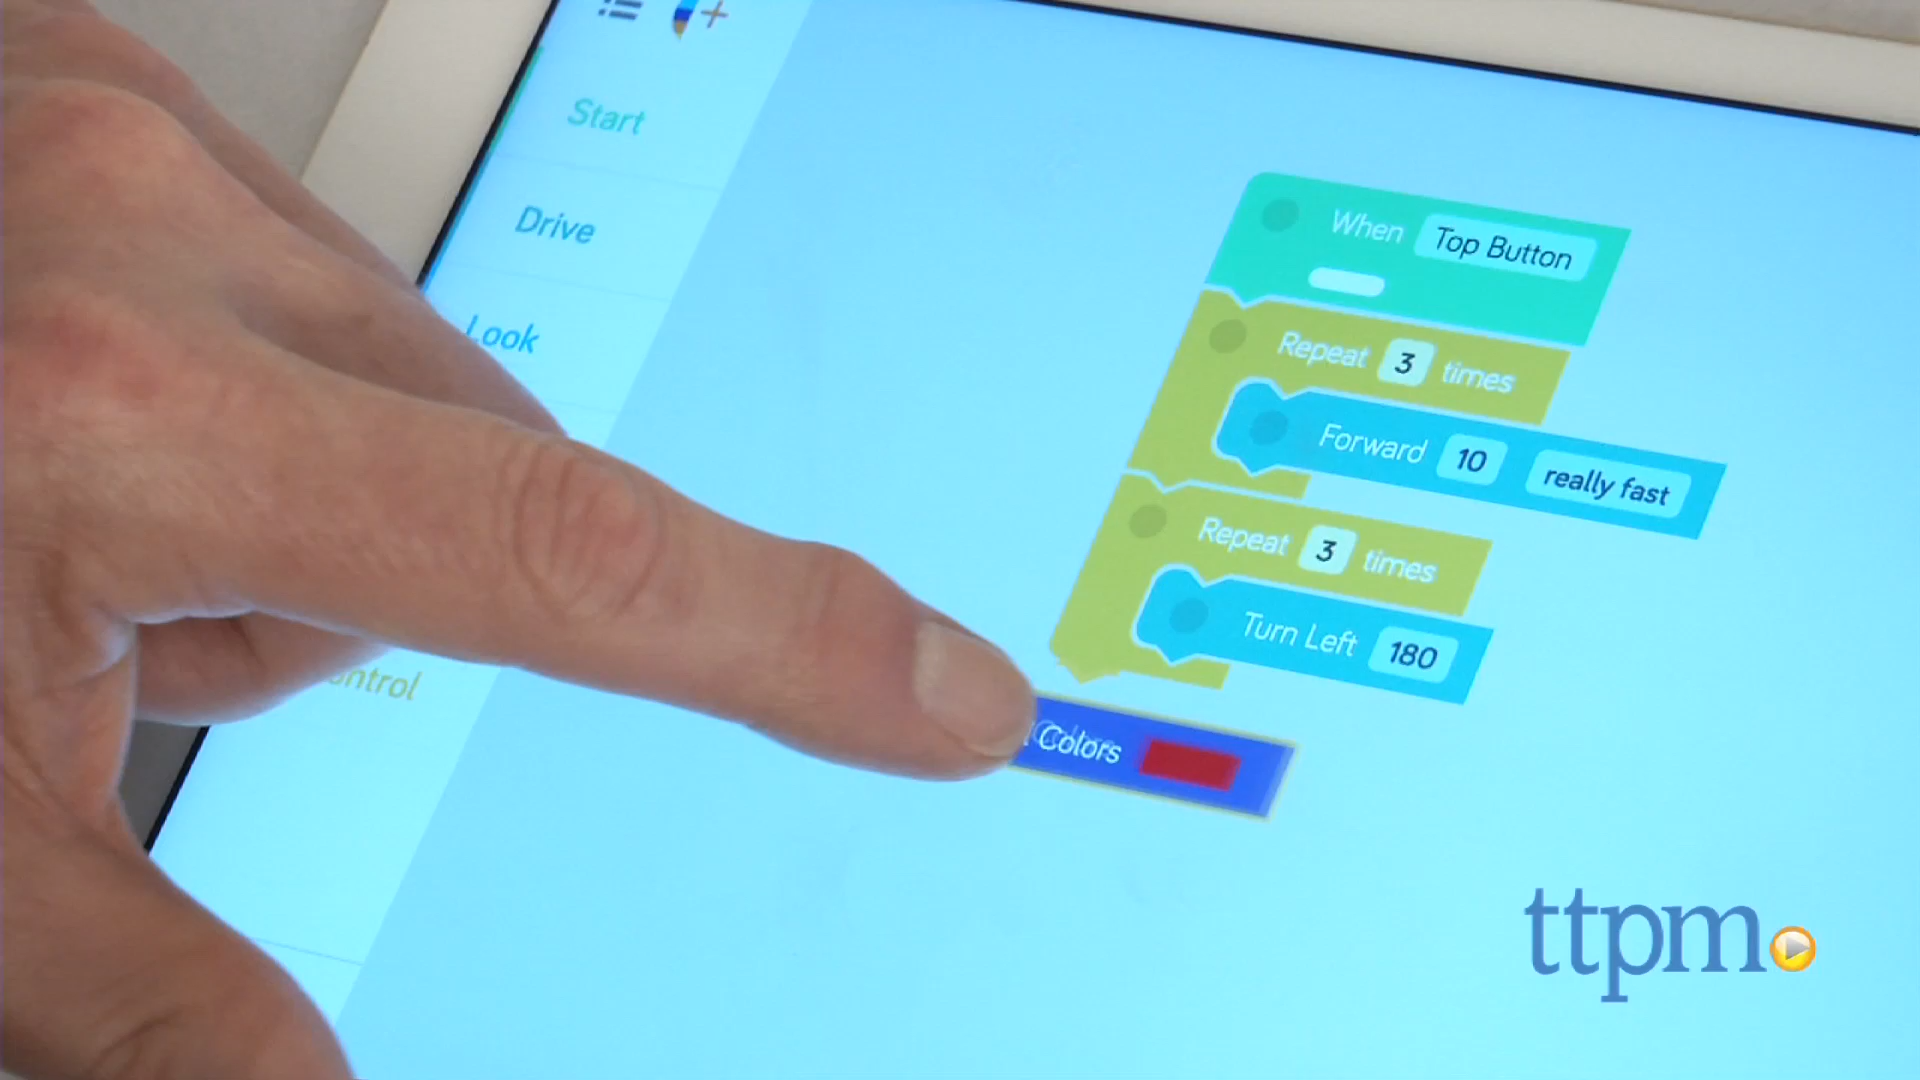 Start
Drive
Look
ontrol
When Top Button
Repeat 3 times
Forward 10 really fast
Repeat 3 times
Turn Left 180
Colors
ttpm